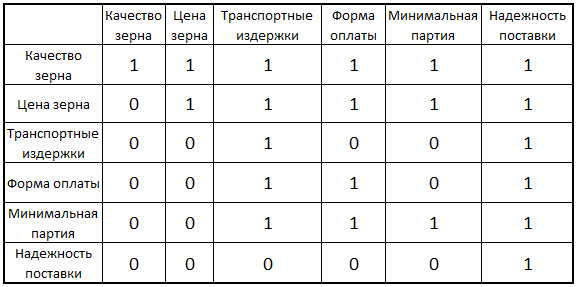 Качество зерна Цена зерна Транспортные издержки Форма оплаты Минимальная партия Надежность поставки
Качество зерна 1 1 1 1 1 1
Цена зерна 0 1 1 1 1 1
Транспортные издержки 0 0 1 0 0 1
Форма оплаты 0 0 1 1 0 1
Минимальная партия 0 0 1 1 1 1
Надежность поставки 0 0 0 0 0 1